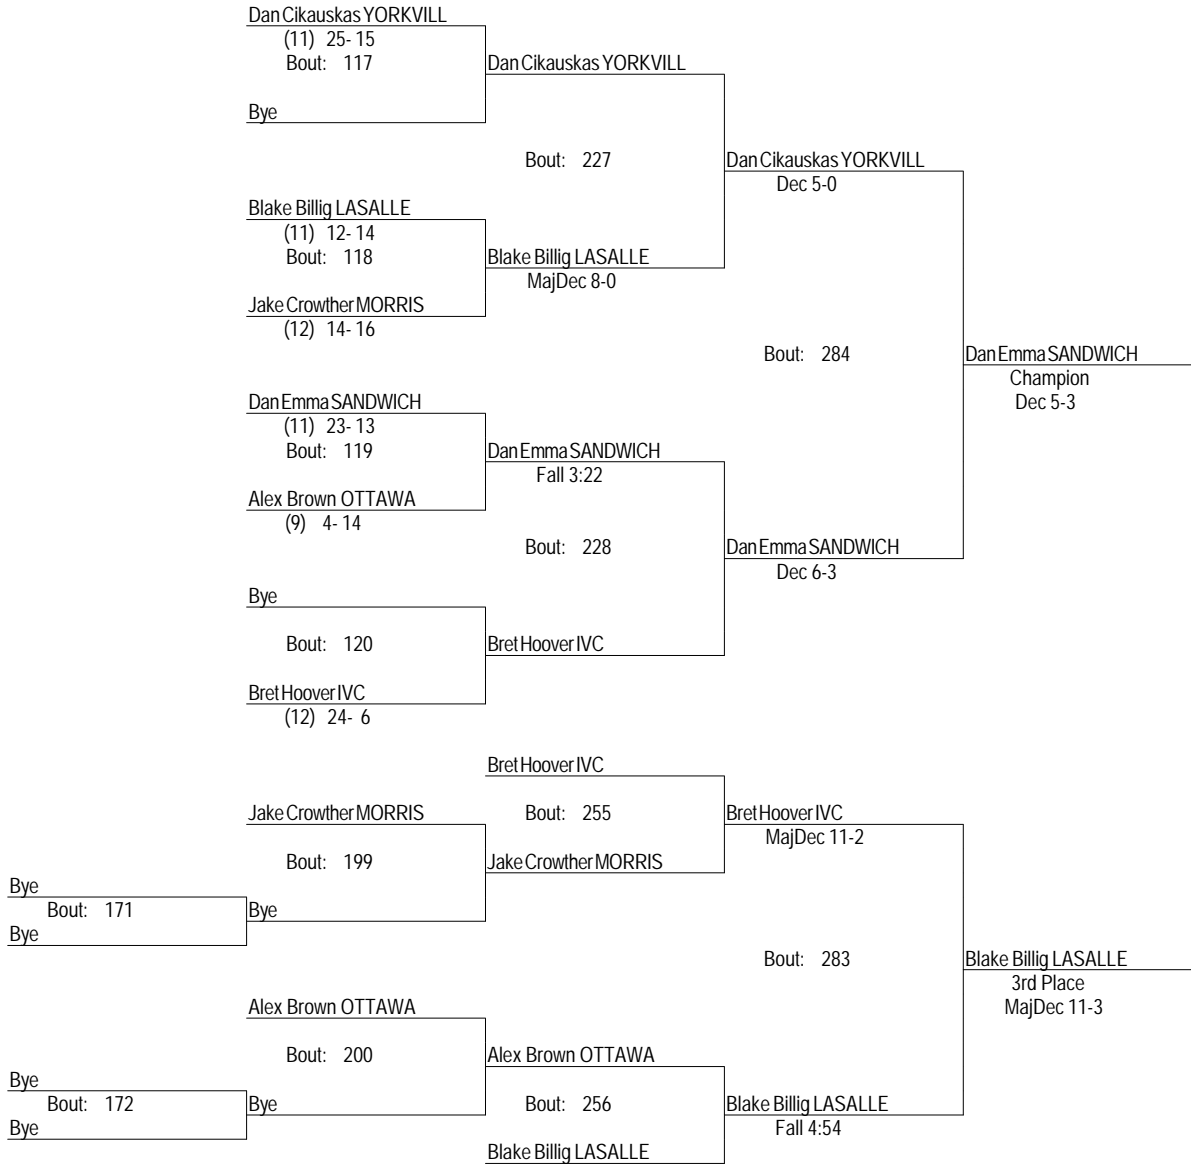 Dan Cikauskas YORKVILL
(11) 25- 15
Bout: 117
Dan Cikauskas YORKVILL
Bye
Bout: 227
Dan Cikauskas YORKVILL
Dec 5-0
Blake Billig LASALLE
(11) 12- 14
Bout: 118
Blake Billig LASALLE
MajDec 8-0
Jake Crowther MORRIS
(12) 14- 16
Bout: 284
Dan Emma SANDWICH
Champion
Dec 5-3
Dan Emma SANDWICH
(11) 23- 13
Bout: 119
Dan Emma SANDWICH
Fall 3:22
Alex Brown OTTAWA
(9) 4- 14
Bout: 228
Dan Emma SANDWICH
Dec 6-3
Bye
Bout: 120
Bret Hoover IVC
Bret Hoover IVC
(12) 24- 6
Bret Hoover IVC
Jake Crowther MORRIS
Bout: 255
Bret Hoover IVC
MajDec 11-2
Bout: 199
Jake Crowther MORRIS
Bye
Bout: 171
Bye
Bye
Bout: 283
Blake Billig LASALLE
3rd Place
MajDec 11-3
Alex Brown OTTAWA
Bout: 200
Alex Brown OTTAWA
Bye
Bout: 172
Bye
Bye
Bout: 256
Blake Billig LASALLE
Fall 4:54
Blake Billig LASALLE